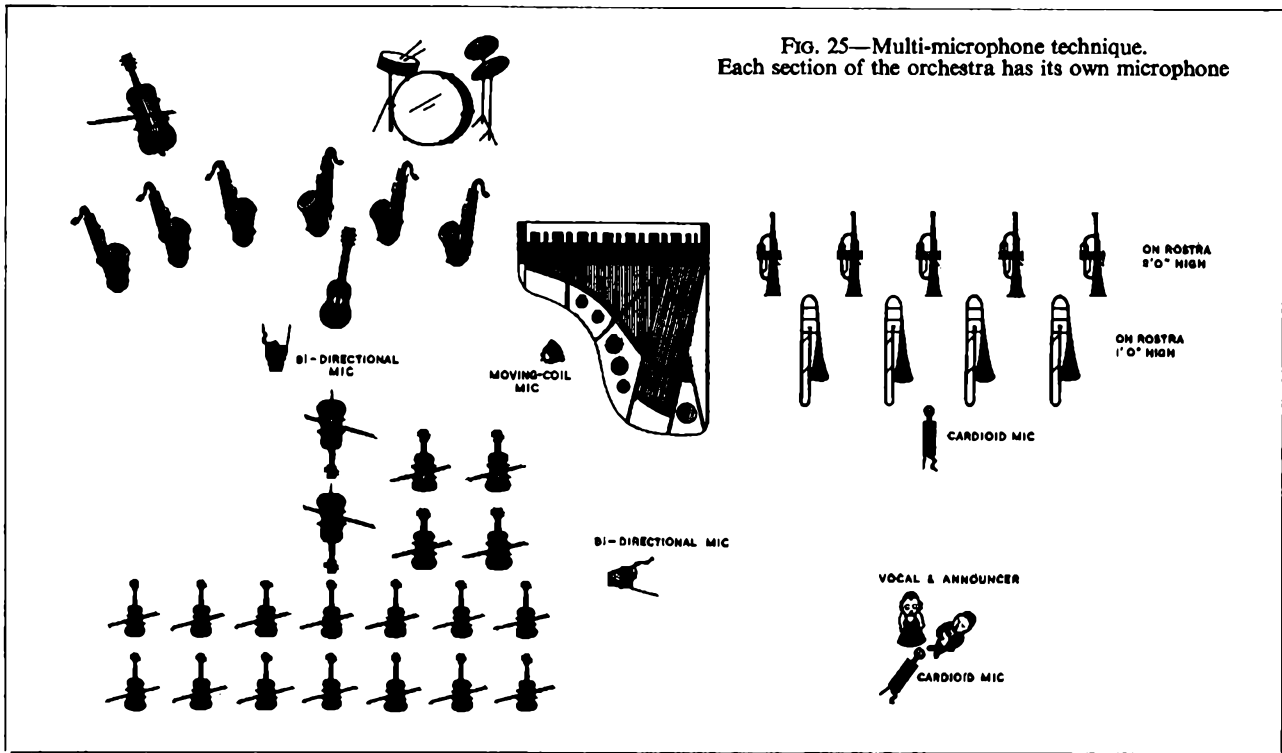 FIG. 25—Multi-microphone technique.
Each section of the orchestra has its own microphone
ON ROSTRA
2'0" HIGH
ON ROSTRA
1'0" HIGH
BI-DIRECTIONAL
MIC
MOVING-COIL
MIC
CARDIOID MIC
BI-DIRECTIONAL MIC
VOCAL & ANNOUNCER
CARDIOID MIC